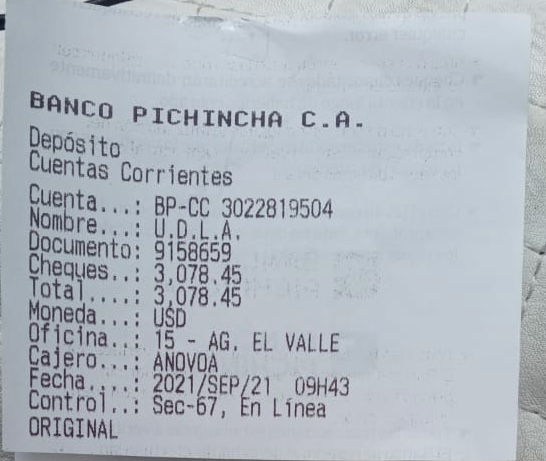 BANCO PICHINCHA C.A.
Depósito
Cuentas Corrientes
Cuenta...: BP-CC 3022819504
Nombre...: U.D.L.A.
Documento: 9158659
Cheques..: 3,078.45
Total....: 3,078.45
Moneda...: USD
Oficina..: 15 - AG. EL VALLE
Cajero...: ANOVOA
Fecha....: 2021/SEP/21 09H43
Control..: Sec-67, En Línea
ORIGINAL